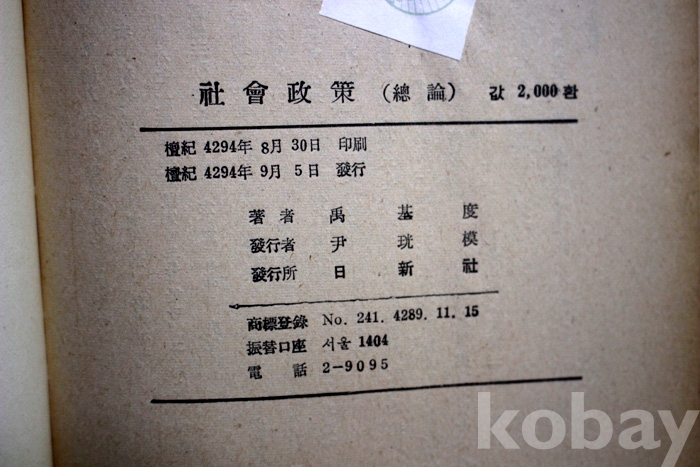 社會政策 (總論) 값 2,000환
檀紀 4294年 8月 30日 印刷
檀紀 4294年 9月 5日 發行
著者 禹基度
發行者 尹珖模
發行所 日新社
商標登錄 No. 241. 4289. 11. 15
振替口座 서울 1404
電話 2-9095
kobay